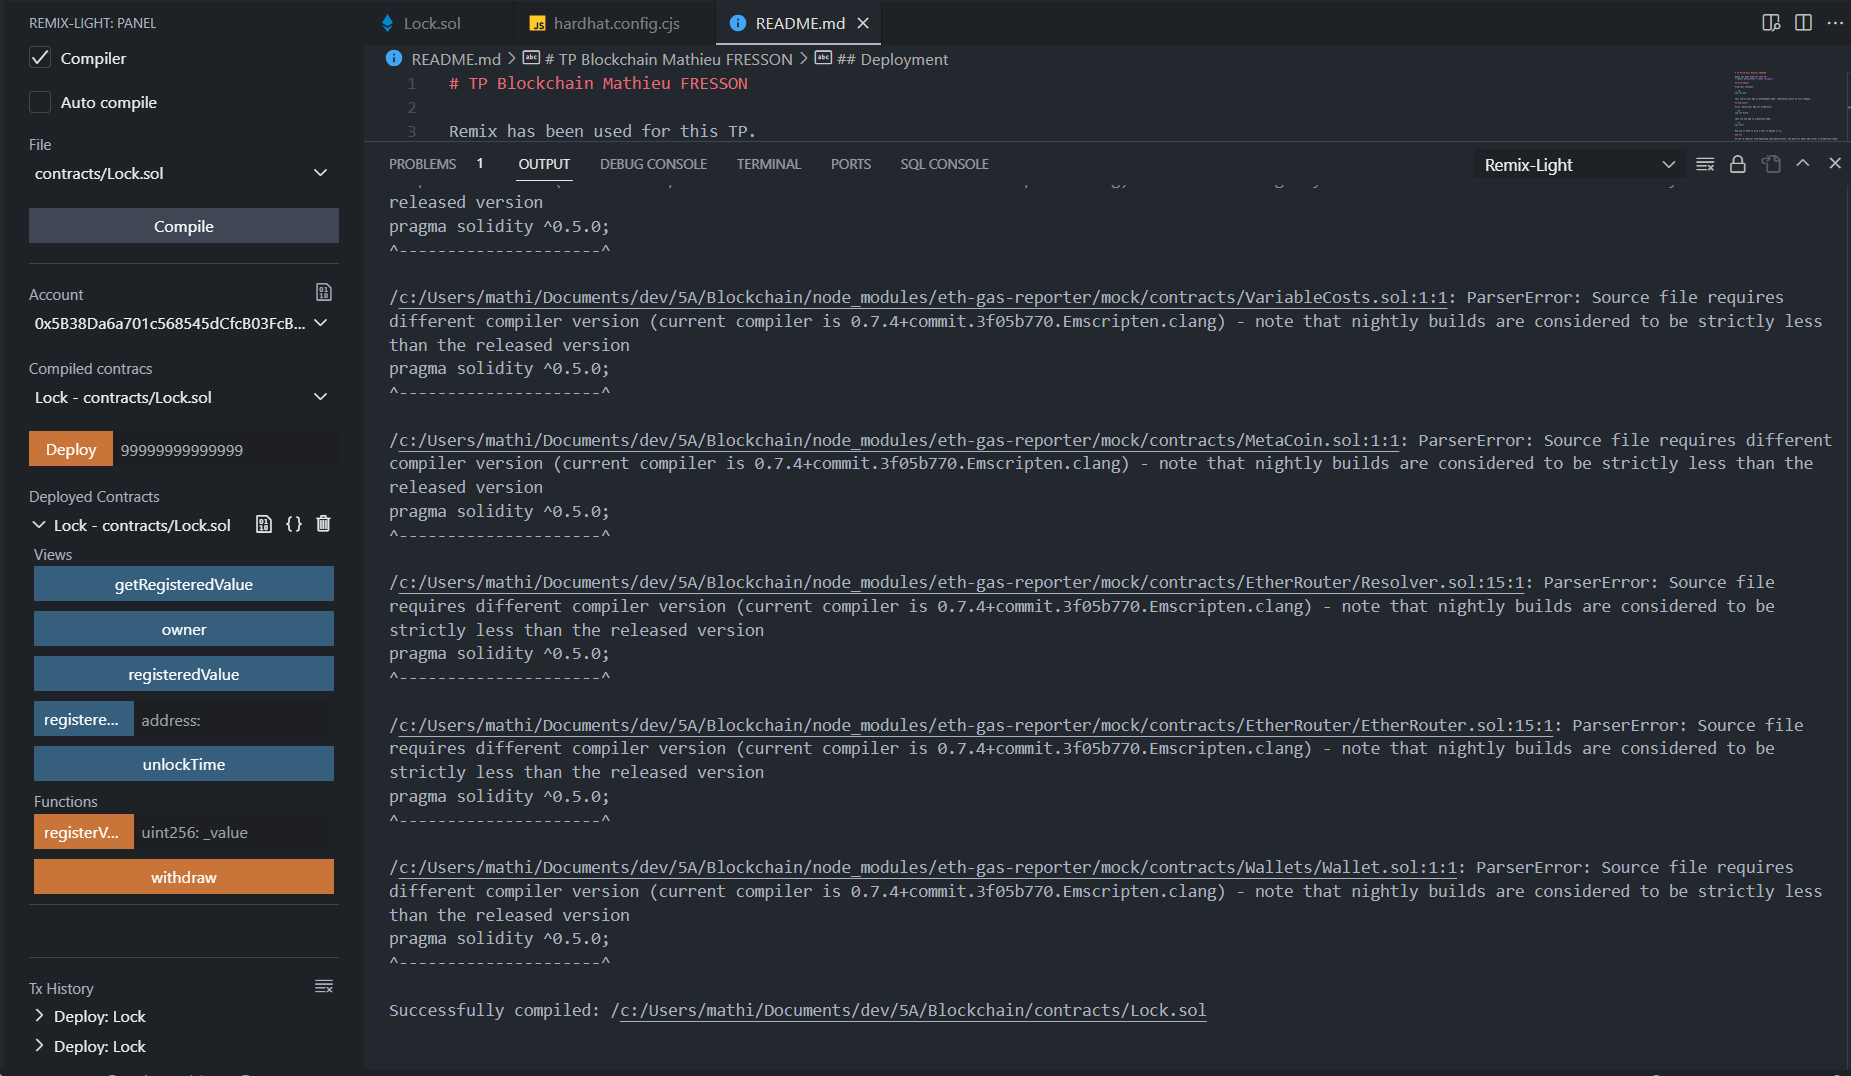 REMIX-LIGHT: PANEL
Compiler
Auto compile
File
contracts/Lock.sol
Compile
Account
0x5B38Da6a701c568545dCfcB03FcB...
Compiled contracs
Lock - contracts/Lock.sol
Deploy 99999999999999
Deployed Contracts
Lock - contracts/Lock.sol
Views
getRegisteredValue
owner
registeredValue
registere... address:
unlockTime
Functions
registerV... uint256: _value
withdraw
Tx History
Deploy: Lock
Deploy: Lock
Lock.sol
JS hardhat.config.cjs
README.md
README.md > # TP Blockchain Mathieu FRESSON > ## Deployment
1 # TP Blockchain Mathieu FRESSON
2
3 Remix has been used for this TP.
PROBLEMS 1 OUTPUT DEBUG CONSOLE TERMINAL PORTS SQL CONSOLE
Remix-Light
released version
pragma solidity ^0.5.0;
^---------------------^
/c:/Users/mathi/Documents/dev/5A/Blockchain/node_modules/eth-gas-reporter/mock/contracts/VariableCosts.sol:1:1: ParserError: Source file requires
different compiler version (current compiler is 0.7.4+commit.3f05b770.Emscripten.clang) - note that nightly builds are considered to be strictly less
than the released version
pragma solidity ^0.5.0;
^---------------------^
/c:/Users/mathi/Documents/dev/5A/Blockchain/node_modules/eth-gas-reporter/mock/contracts/MetaCoin.sol:1:1: ParserError: Source file requires different
compiler version (current compiler is 0.7.4+commit.3f05b770.Emscripten.clang) - note that nightly builds are considered to be strictly less than the
released version
pragma solidity ^0.5.0;
^---------------------^
/c:/Users/mathi/Documents/dev/5A/Blockchain/node_modules/eth-gas-reporter/mock/contracts/EtherRouter/Resolver.sol:15:1: ParserError: Source file
requires different compiler version (current compiler is 0.7.4+commit.3f05b770.Emscripten.clang) - note that nightly builds are considered to be
strictly less than the released version
pragma solidity ^0.5.0;
^---------------------^
/c:/Users/mathi/Documents/dev/5A/Blockchain/node_modules/eth-gas-reporter/mock/contracts/EtherRouter/EtherRouter.sol:15:1: ParserError: Source file
requires different compiler version (current compiler is 0.7.4+commit.3f05b770.Emscripten.clang) - note that nightly builds are considered to be
strictly less than the released version
pragma solidity ^0.5.0;
^---------------------^
/c:/Users/mathi/Documents/dev/5A/Blockchain/node_modules/eth-gas-reporter/mock/contracts/Wallets/Wallet.sol:1:1: ParserError: Source file requires
different compiler version (current compiler is 0.7.4+commit.3f05b770.Emscripten.clang) - note that nightly builds are considered to be strictly less
than the released version
pragma solidity ^0.5.0;
^---------------------^
Successfully compiled: /c:/Users/mathi/Documents/dev/5A/Blockchain/contracts/Lock.sol